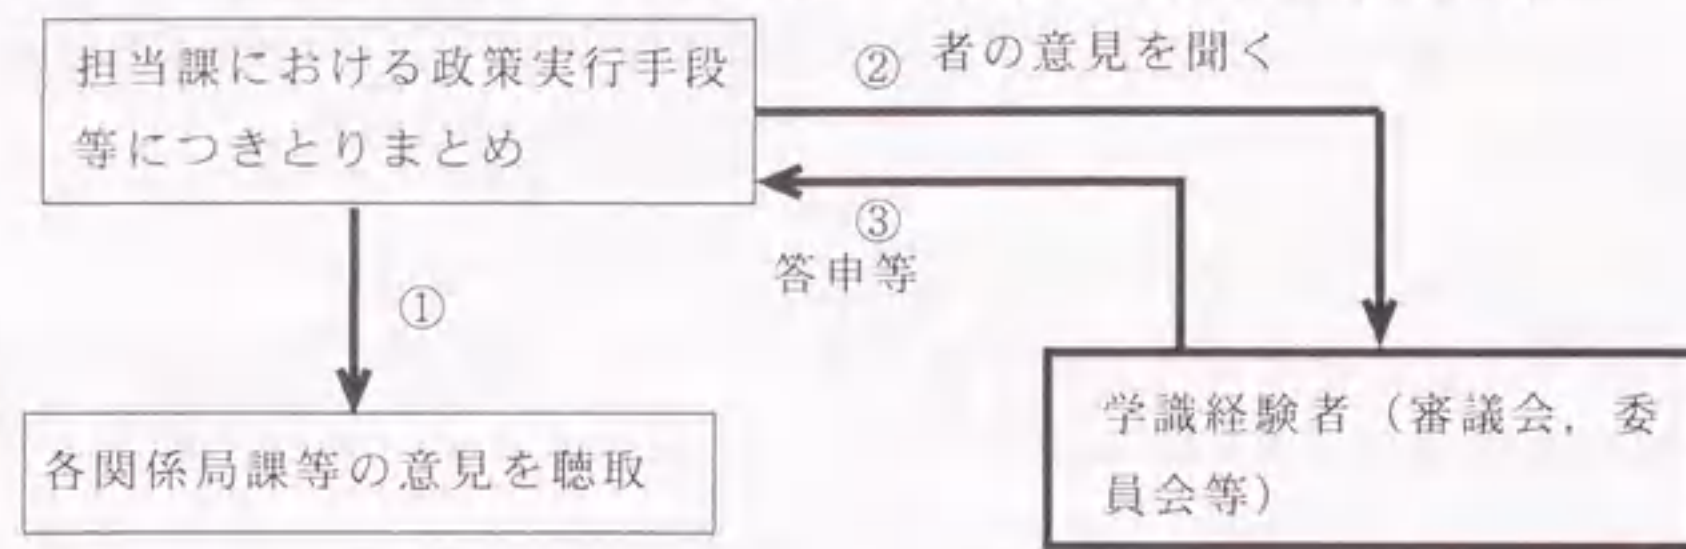 担当課における政策実行手段
等につきとりまとめ
② 者の意見を聞く
③
答申等
①
各関係局課等の意見を聴取
学識経験者（審議会，委
員会等）